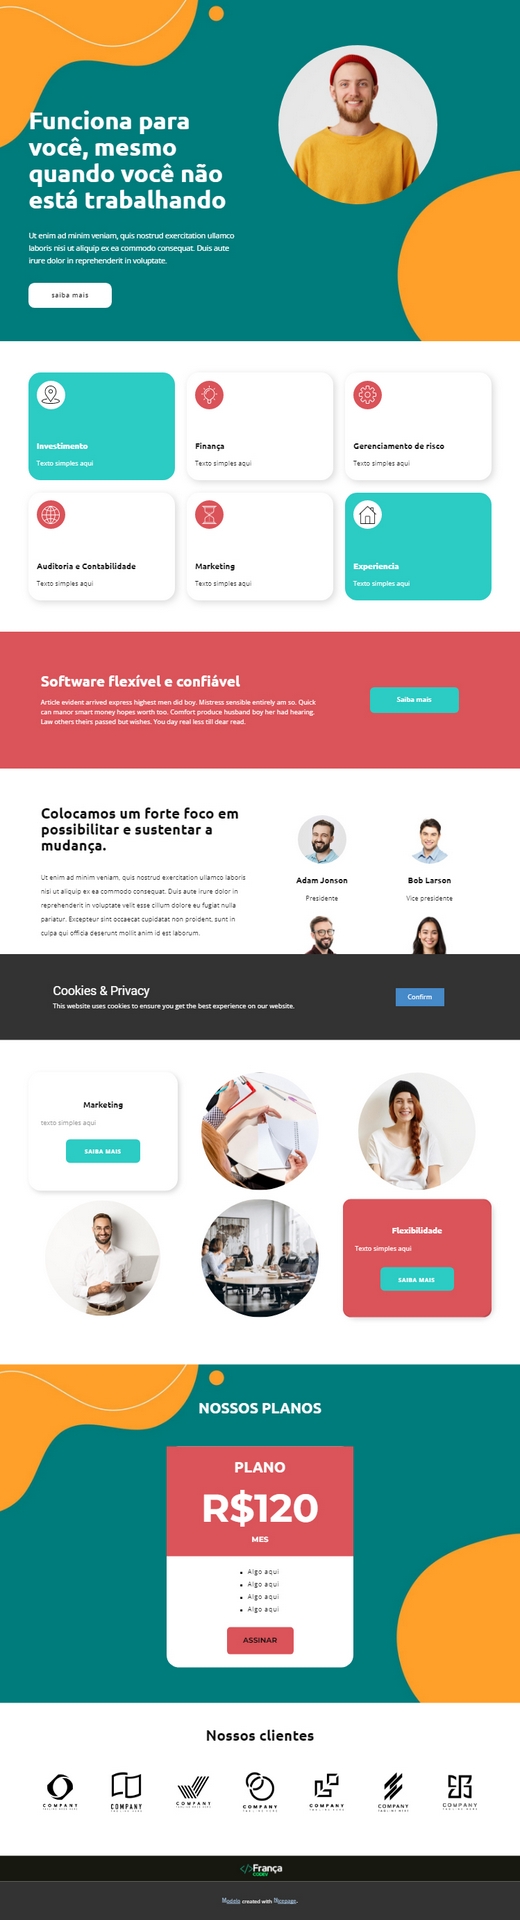 Funciona para
você, mesmo
quando você não
está trabalhando
Ut enim ad minim veniam, quis nostrud exercitation ullamco
laboris nisi ut aliquip ex ea commodo consequat. Duis aute
irure dolor in reprehenderit in voluptate.
saiba mais
Investimento
Texto simples aqui
Finança
Texto simples aqui
Gerenciamento de risco
Texto simples aqui
Auditoria e Contabilidade
Texto simples aqui
Marketing
Texto simples aqui
Experiencia
Texto simples aqui
Software flexível e confiável
Article evident arrived express highest men did boy. Mistress sensible entirely am so. Quick
can manor smart money hopes worth too. Comfort produce husband boy her had hearing.
Law others theirs passed but wishes. You day real less till dear read.
Saiba mais
Colocamos um forte foco em
possibilitar e sustentar a
mudança.
Ut enim ad minim veniam, quis nostrud exercitation ullamco laboris
nisi ut aliquip ex ea commodo consequat. Duis aute irure dolor in
reprehenderit in voluptate velit esse cillum dolore eu fugiat nulla
pariatur. Excepteur sint occaecat cupidatat non proident, sunt in
culpa qui officia deserunt mollit anim id est laborum.
Adam Jonson
Presidente
Bob Larson
Vice presidente
Cookies & Privacy
This website uses cookies to ensure you get the best experience on our website.
Confirm
Marketing
texto simples aqui
SAIBA MAIS
Flexibilidade
Texto simples aqui
SAIBA MAIS
NOSSOS PLANOS
PLANO
R$120
MES
Algo aqui
Algo aqui
Algo aqui
Algo aqui
ASSINAR
Nossos clientes
COMPANY
COMPANY
COMPANY
COMPANY
COMPANY
COMPANY
COMPANY
</>França
CODEV
Modelo created with Nicepage.